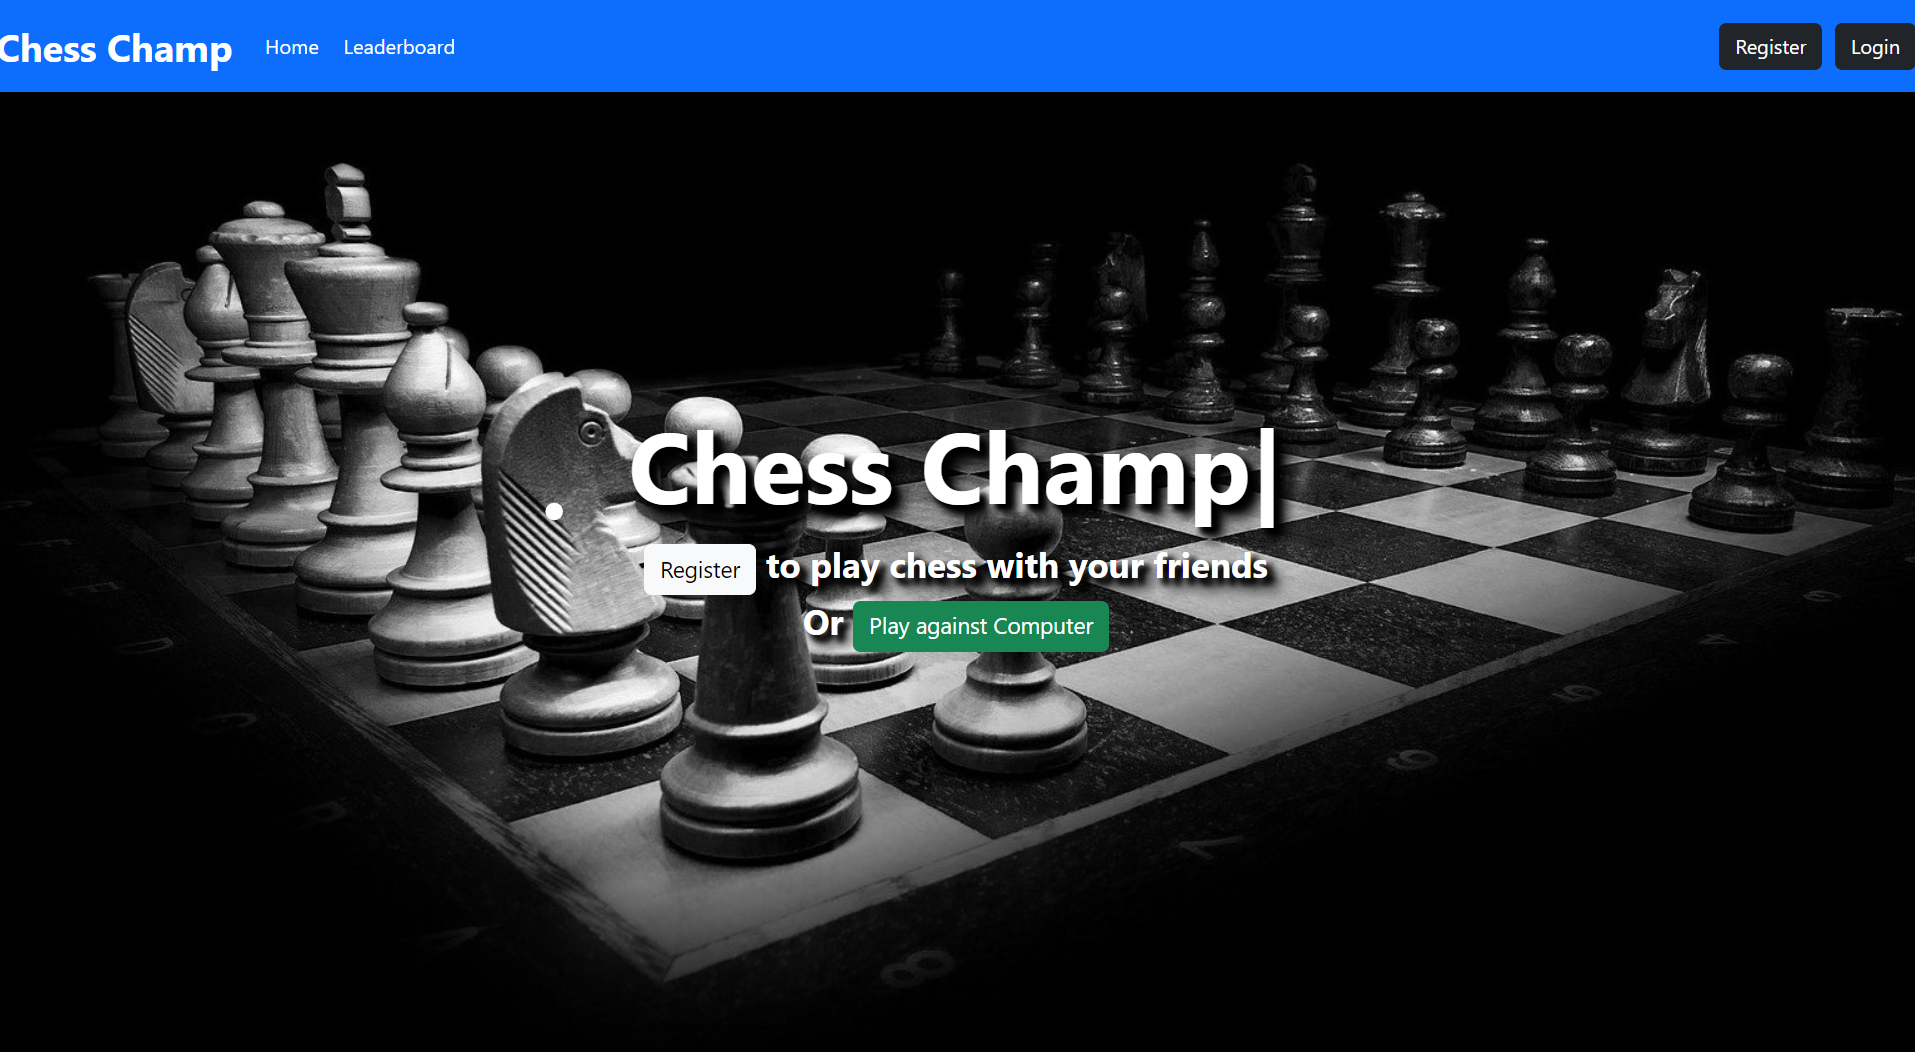 Chess Champ Home Leaderboard Register Login
Chess Champ|
Register to play chess with your friends
Or Play against Computer
8